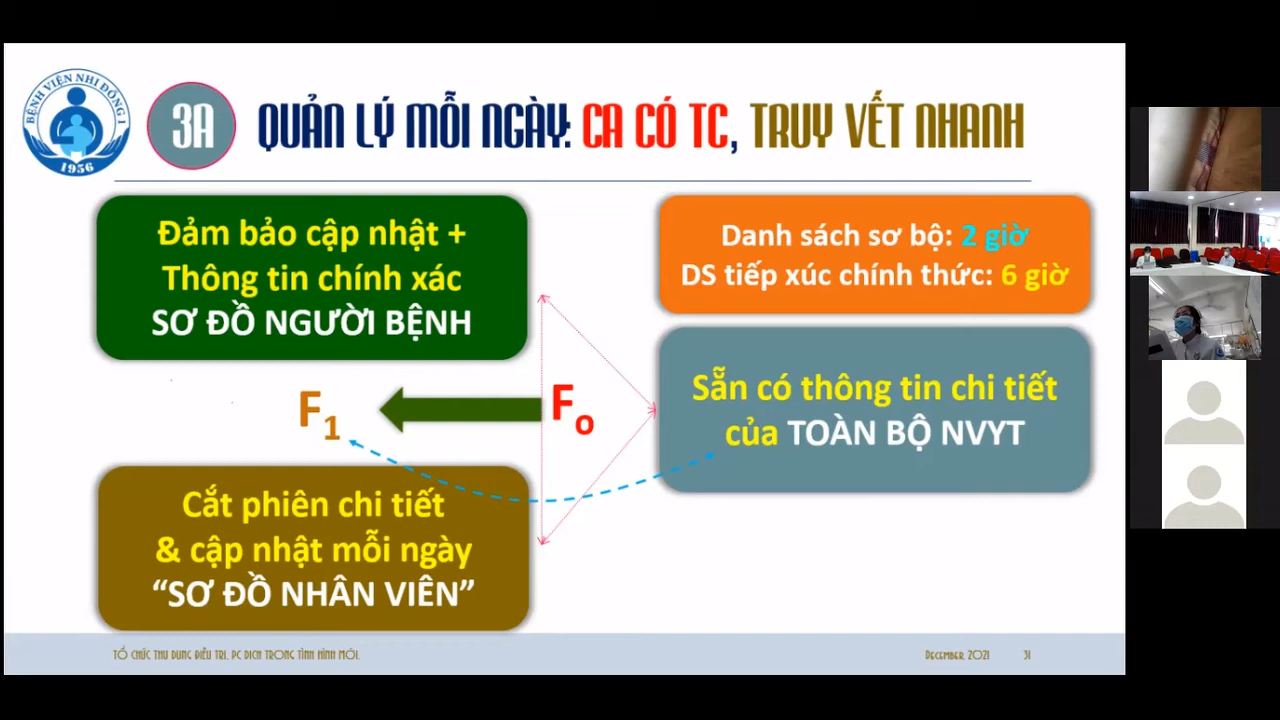 BỆNH VIỆN NHI ĐỒNG 1
1956
3A
QUẢN LÝ MỖI NGÀY: CA CÓ TC, TRUY VẾT NHANH
Đảm bảo cập nhật +
Thông tin chính xác
SƠ ĐỒ NGƯỜI BỆNH
Danh sách sơ bộ: 2 giờ
DS tiếp xúc chính thức: 6 giờ
F1
Fo
Sẵn có thông tin chi tiết
của TOÀN BỘ NVYT
Cắt phiên chi tiết
& cập nhật mỗi ngày
“SƠ ĐỒ NHÂN VIÊN”
TỔ CHỨC THU DUNG ĐIỀU TRỊ, PC DỊCH TRONG TÌNH HÌNH MỚI.
December, 2021
31